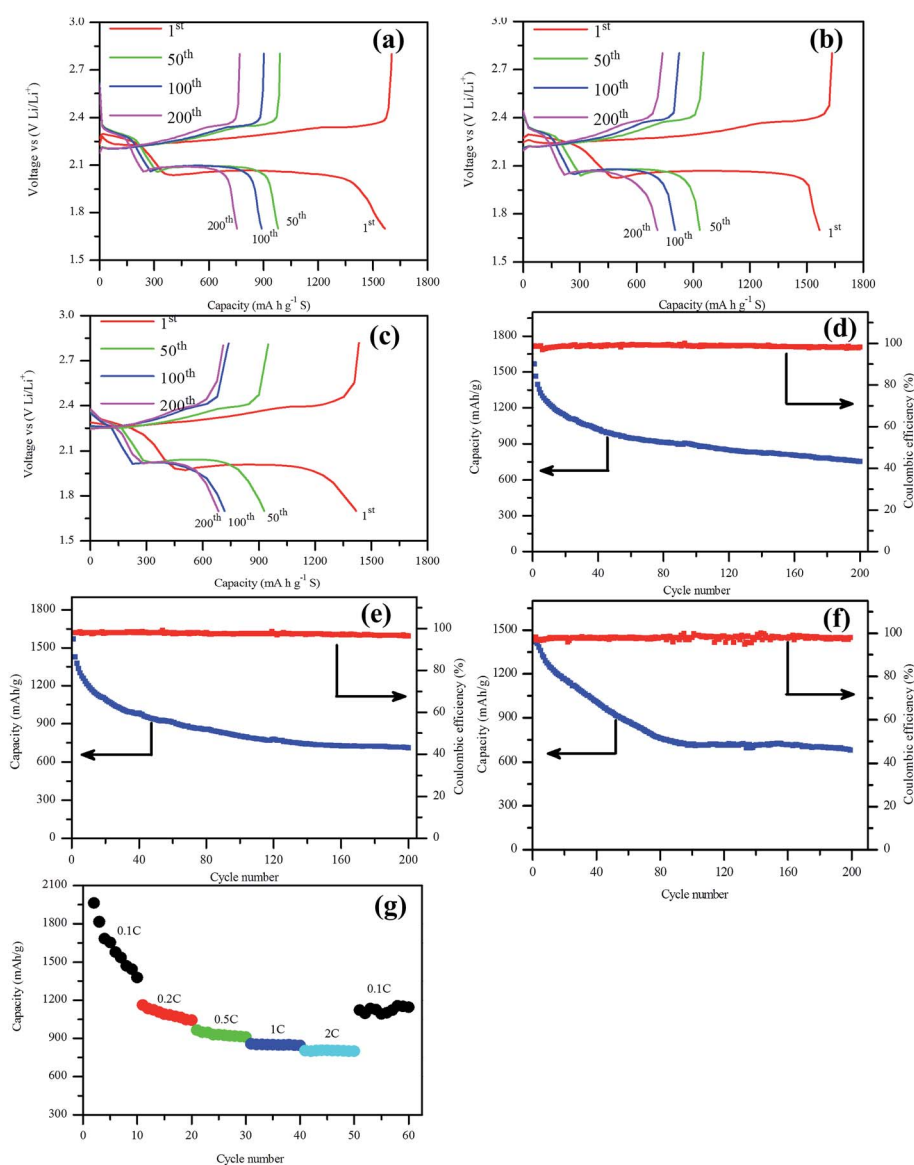 (a)
1st
50th
100th
200th
3.0
2.7
2.4
2.1
1.8
1.5
Voltage vs (V Li/Li+)
200th
100th
50th
1st
0 300 600 900 1200 1500 1800
Capacity (mA h g-1 S)
(b)
1st
50th
100th
200th
3.0
2.7
2.4
2.1
1.8
1.5
Voltage vs (V Li/Li+)
200th
100th
50th
1st
0 300 600 900 1200 1500 1800
Capacity (mA h g-1 S)
(c)
1st
50th
100th
200th
3.0
2.7
2.4
2.1
1.8
1.5
Voltage vs (V Li/Li+)
200th
100th
50th
1st
0 300 600 900 1200 1500 1800
Capacity (mA h g-1 S)
(d)
1800
1500
1200
900
600
300
0
Capacity (mAh/g)
100
80
60
40
20
0
Coulombic efficiency (%)
0 40 80 120 160 200
Cycle number
(e)
1800
1500
1200
900
600
300
0
Capacity (mAh/g)
100
80
60
40
20
0
Coulombic efficiency (%)
0 40 80 120 160 200
Cycle number
(f)
1800
1500
1200
900
600
300
0
Capacity (mAh/g)
100
80
60
40
20
0
Coulombic efficiency (%)
0 40 80 120 160 200
Cycle number
(g)
2100
1800
1500
1200
900
600
300
Capacity (mAh/g)
0.1C
0.2C
0.5C
1C
2C
0.1C
0 10 20 30 40 50 60
Cycle number